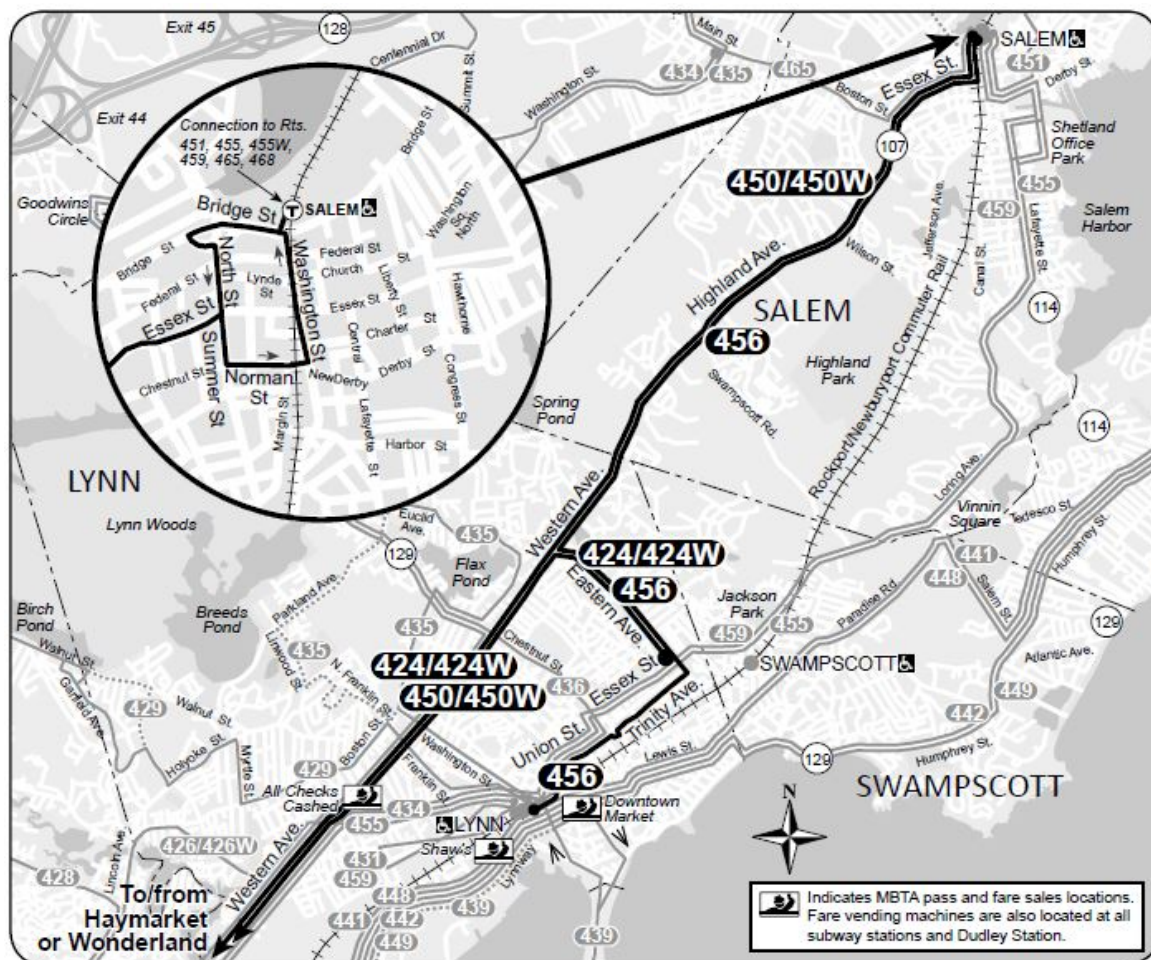 Exit 45
128
Centennial Dr
Summit St.
Exit 44
Connection to Rts.
451, 455, 455W,
459, 465, 468
Bridge St
SALEM
Goodwins
Circle
Bridge St
North St
Federal St
Essex St
Chestnut St
Summer St
Norman
St
Lynde
St
Washington St
Federal St
Church
Essex St
Liberty St
Charter St
Central
NewDerby
Derby St
Margin St
Lafayette St
Harbor St
Congress St
Hawthorne
Washington
Sq
North
Bridge St
Main St.
434
435
465
Washington St.
Boston St.
Essex St.
SALEM
451
Derby St.
107
Shetland
Office
Park
455
459
Lafayette St.
Salem
Harbor
Jefferson Ave.
Canal St.
114
450/450W
Wilson St.
Highland Ave.
SALEM
456
Highland
Park
Swampscott Rd.
Rockport/Newburyport Commuter Rail
Spring
Pond
114
Loring Ave.
Vinnin
Square
Tedesco St.
Humphrey St.
441
448
Salem St.
129
Atlantic Ave.
449
442
Humphrey St.
129
SWAMPSCOTT
LYNN
Lynn Woods
Euclid
Ave.
435
129
Flax
Pond
Western Ave.
424/424W
456
Eastern Ave.
Jackson
Park
459
455
Paradise Rd.
SWAMPSCOTT
Birch
Pond
Breeds
Pond
Parkland Ave.
435
Linwood St.
N. Franklin St.
435
Chestnut St.
436
Essex St.
Trinity Ave.
Union St.
Lewis St.
424/424W
450/450W
Walnut St.
Garfield Ave.
429
Walnut St.
Holyoke St.
Myrtle St.
429
Boston St.
Washington St.
Franklin St.
456
All Checks
Cashed
434
455
LYNN
Downtown
Market
Shaw's
Lynnway
426/426W
428
Lincoln Ave.
Western Ave.
431
459
448
441
442
449
439
439
To/from
Haymarket
or Wonderland
N
Indicates MBTA pass and fare sales locations.
Fare vending machines are also located at all
subway stations and Dudley Station.